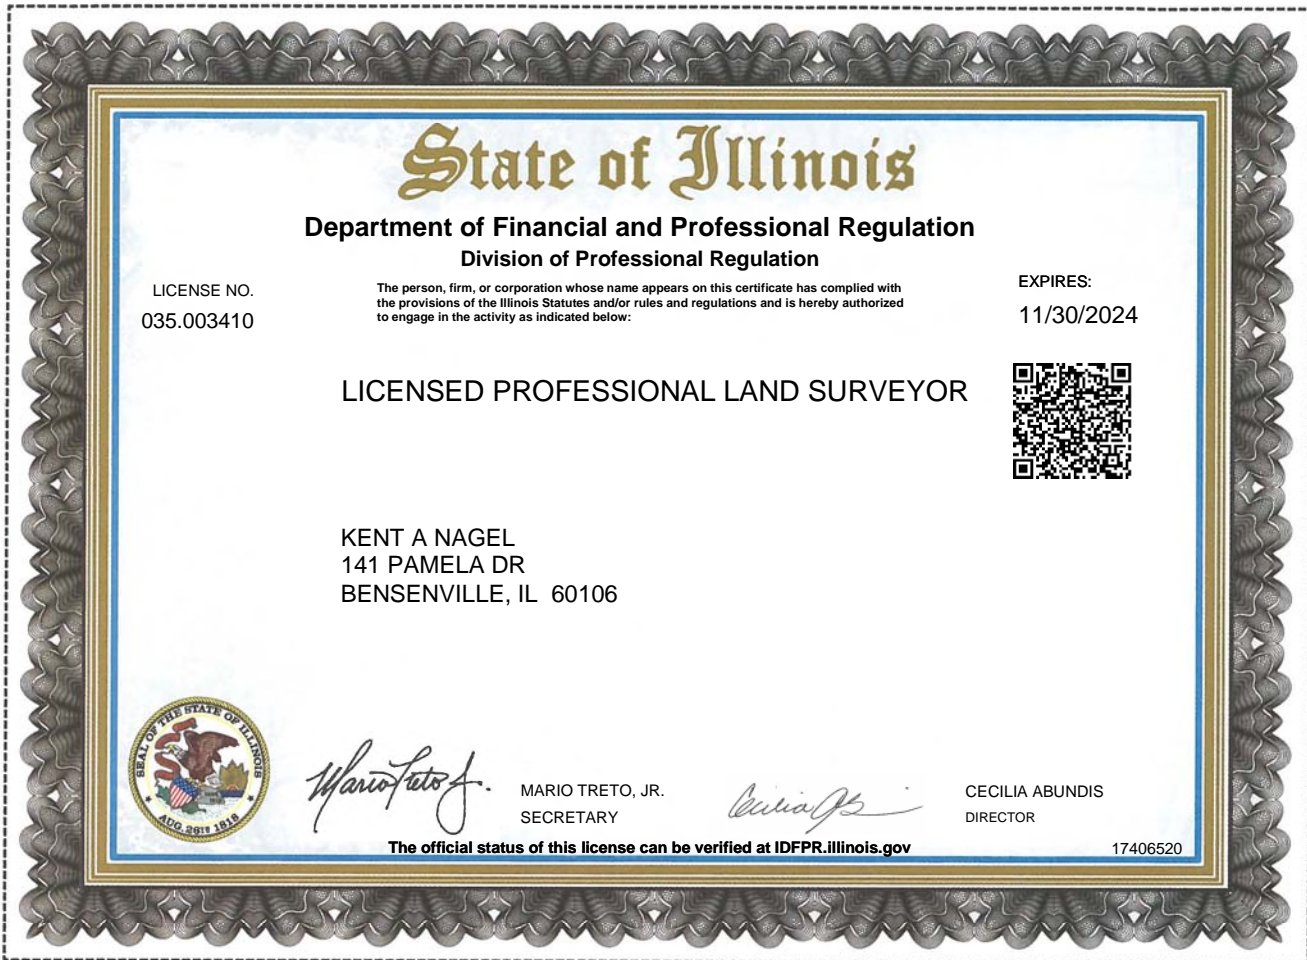 State of Illinois
Department of Financial and Professional Regulation
Division of Professional Regulation
LICENSE NO.
035.003410
The person, firm, or corporation whose name appears on this certificate has complied with
the provisions of the Illinois Statutes and/or rules and regulations and is hereby authorized
to engage in the activity as indicated below:
EXPIRES:
11/30/2024
LICENSED PROFESSIONAL LAND SURVEYOR
KENT A NAGEL
141 PAMELA DR
BENSENVILLE, IL 60106
SEAL OF THE STATE OF ILLINOIS
AUG. 26TH 1818
Mario Treto Jr.
MARIO TRETO, JR.
SECRETARY
CECILIA ABUNDIS
DIRECTOR
The official status of this license can be verified at IDFPR.illinois.gov
17406520